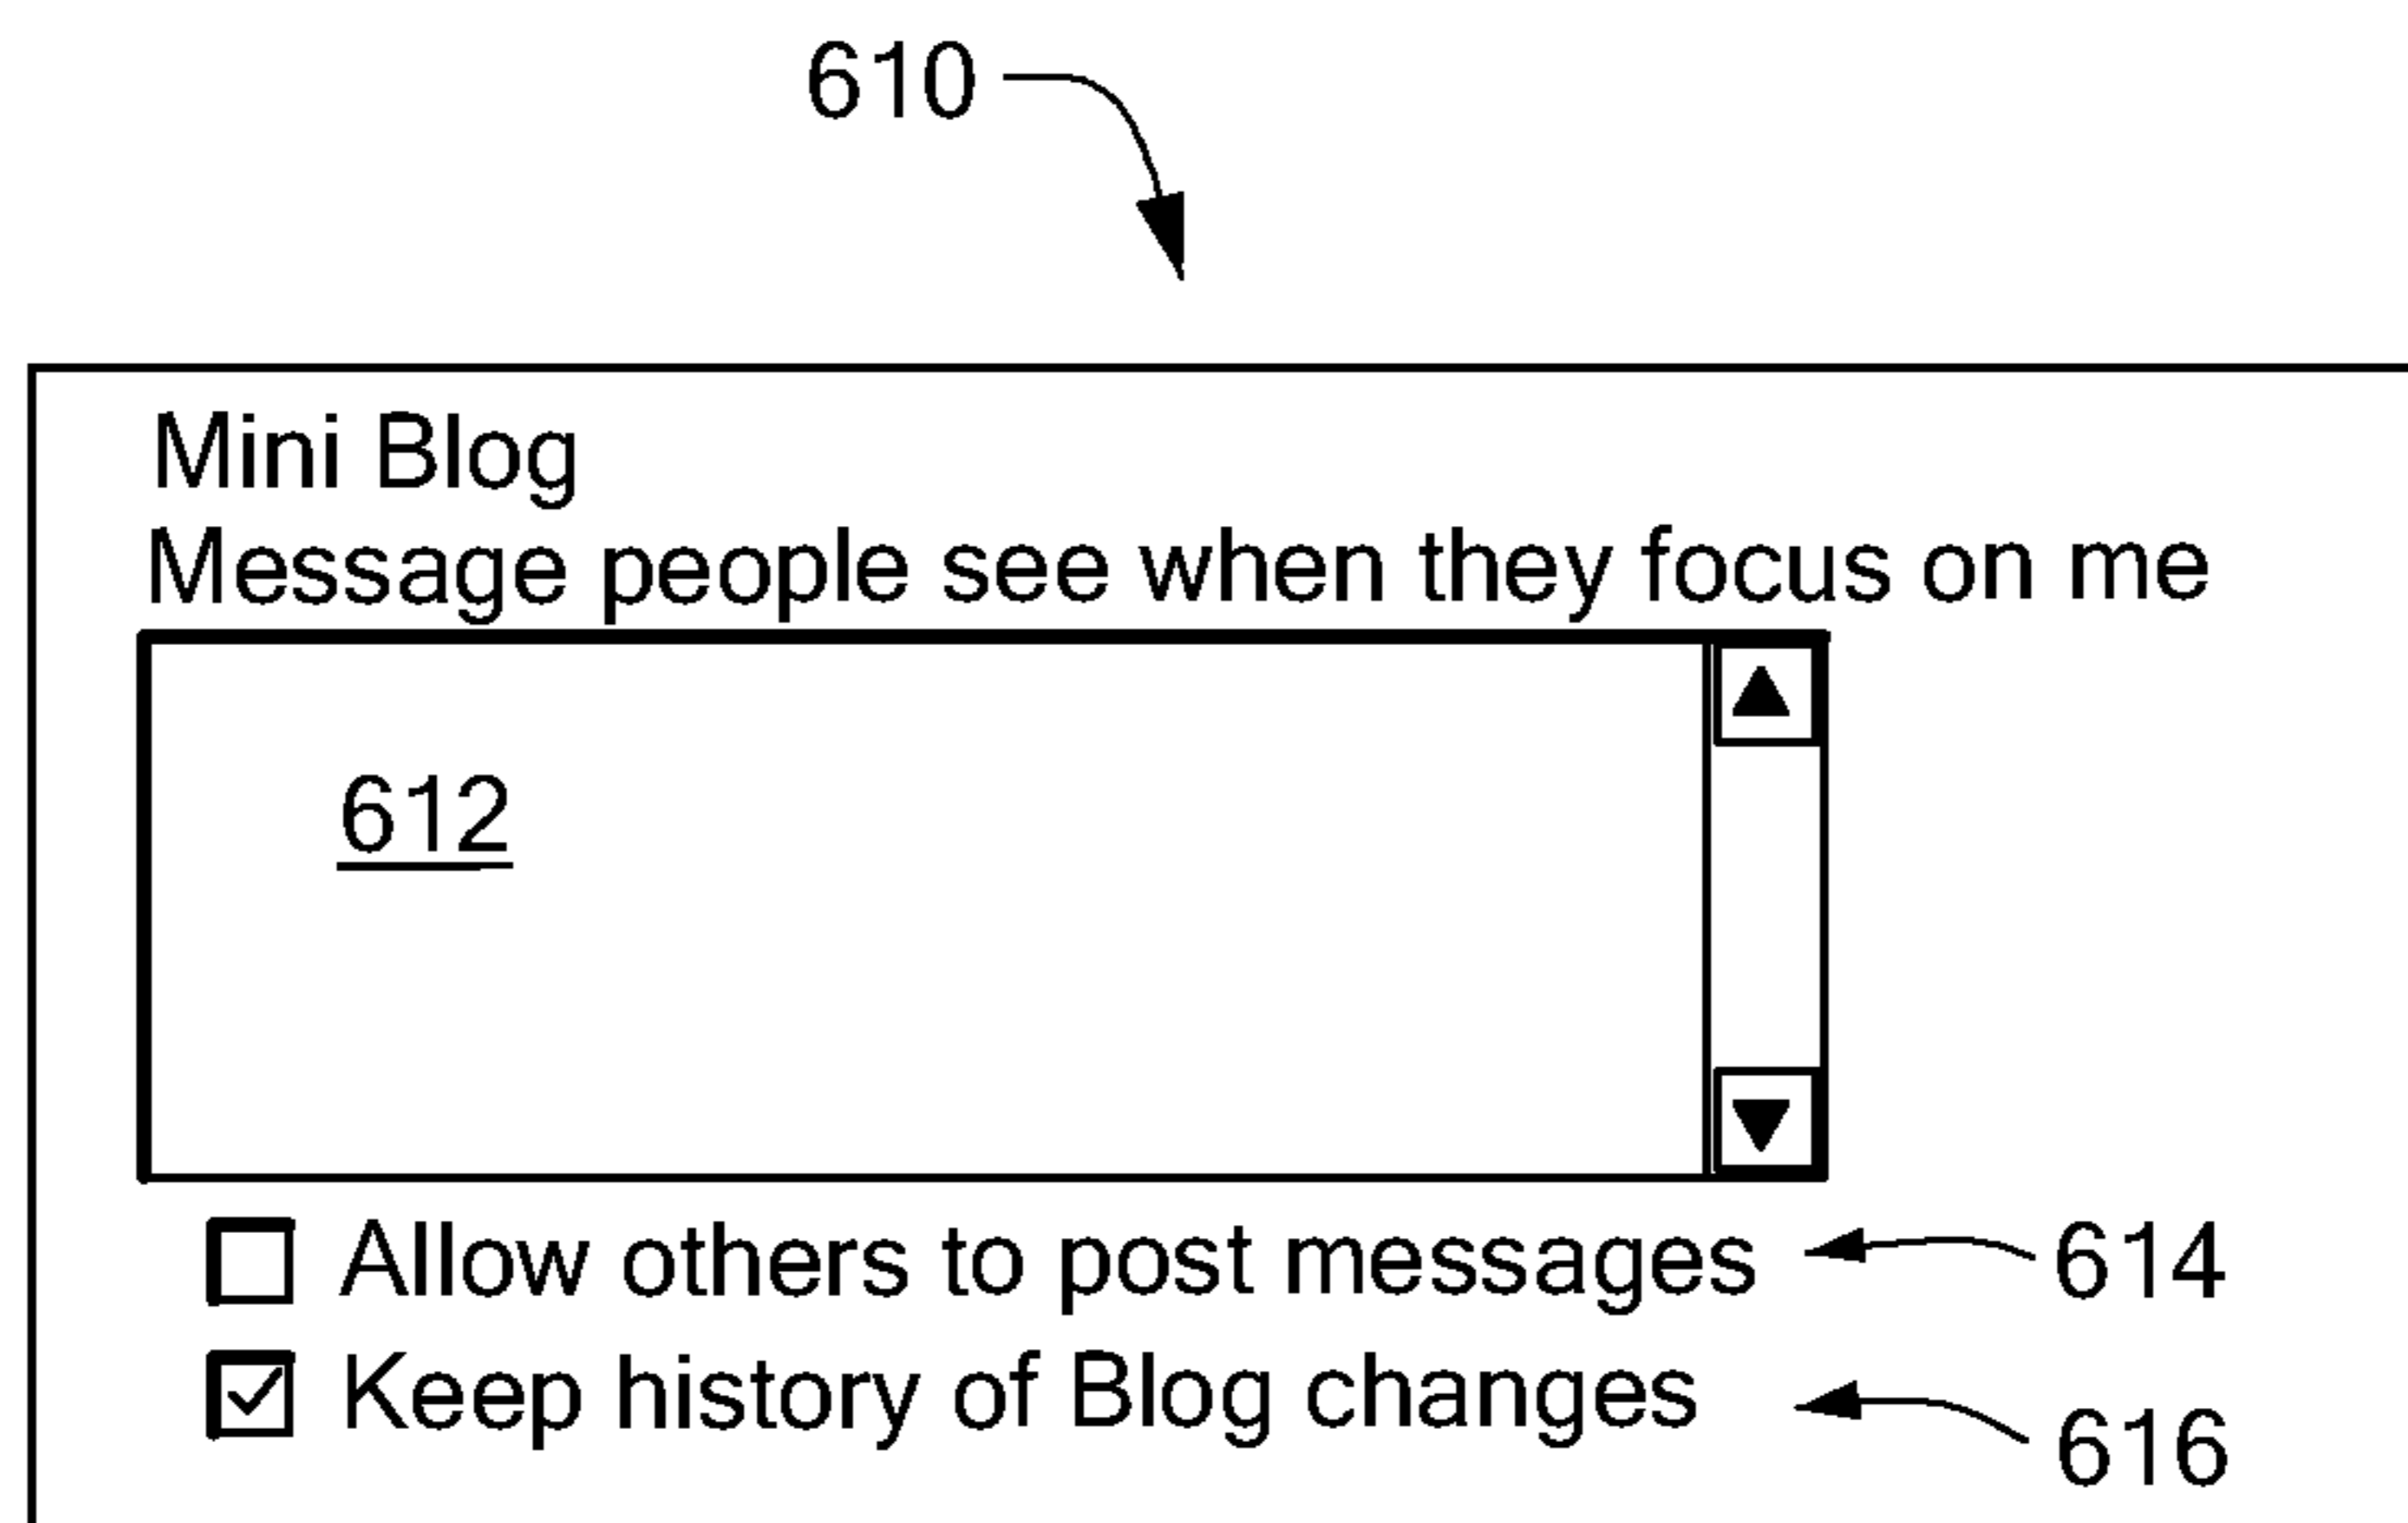 610
Mini Blog
Message people see when they focus on me
612
Allow others to post messages 614
Keep history of Blog changes 616